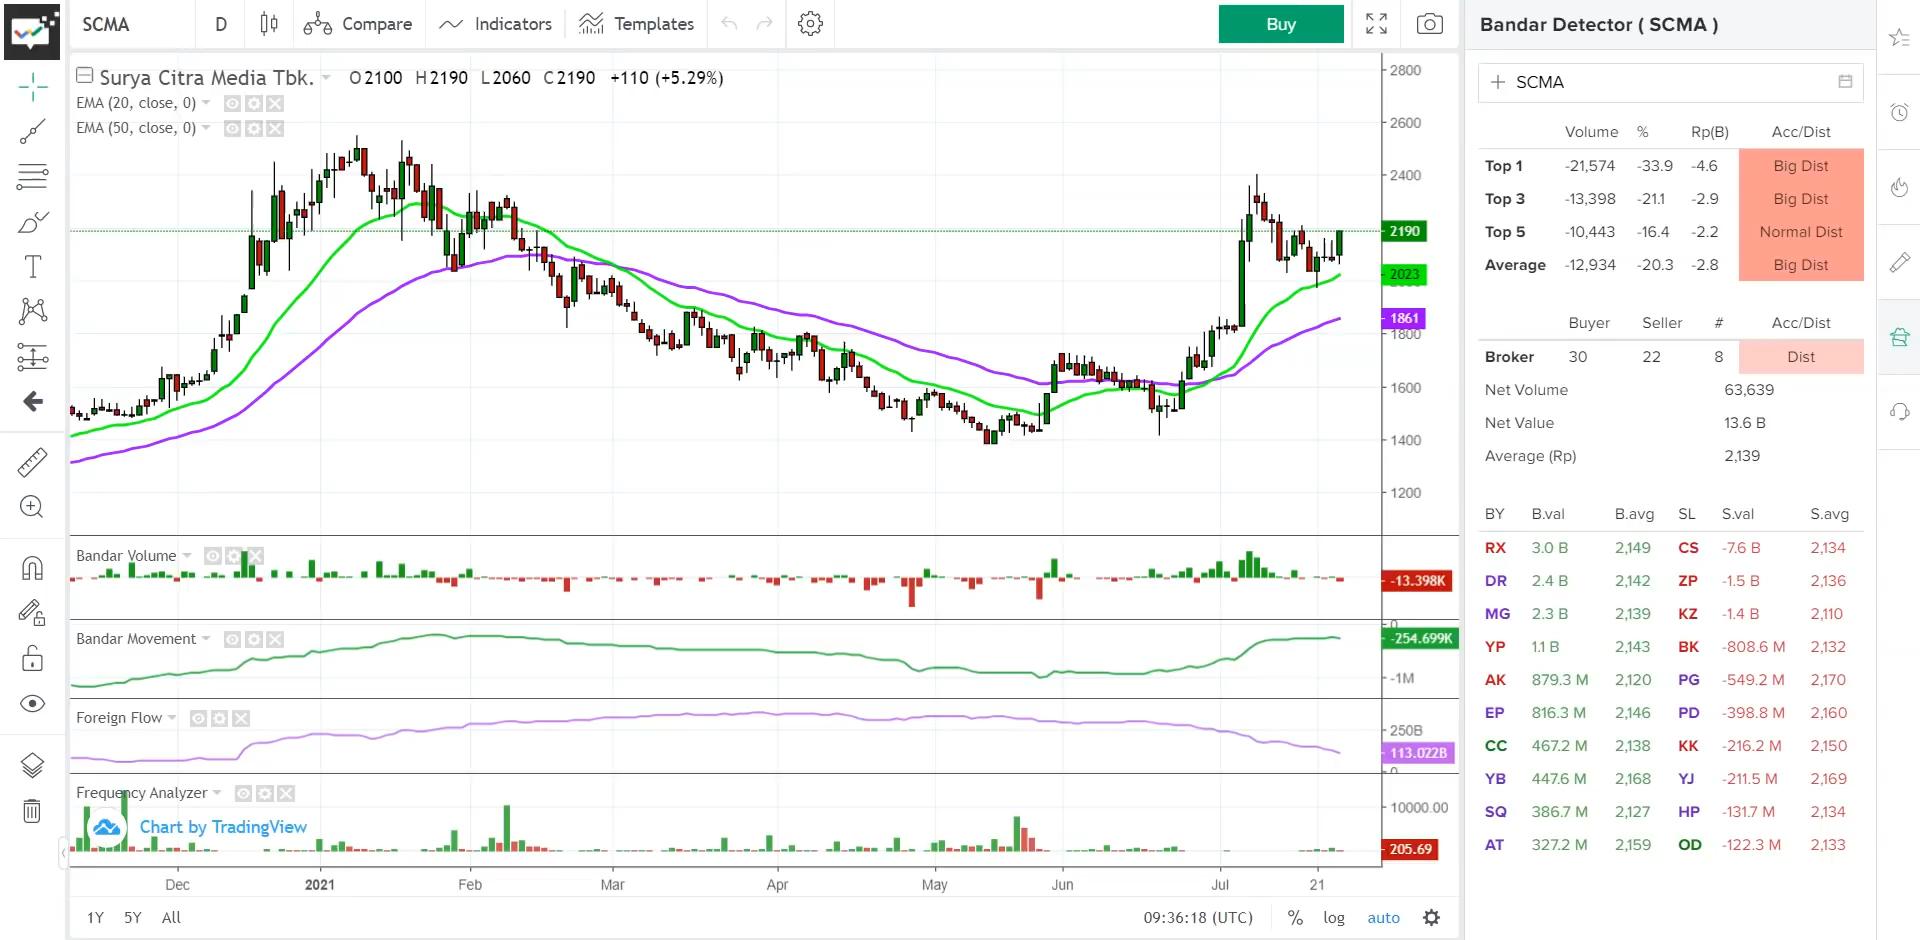 SCMA D Compare Indicators Templates Buy
Surya Citra Media Tbk. O2100 H2190 L2060 C2190 +110 (+5.29%)
EMA (20, close, 0)
EMA (50, close, 0)
2800
2600
2400
2190
2023
1861
1800
1600
1400
1200
Bandar Volume
-13.398K
Bandar Movement
0
-254.699K
-1M
Foreign Flow
250B
113.022B
0
Frequency Analyzer
10000.00
Chart by TradingView
205.69
Dec 2021 Feb Mar Apr May Jun Jul 21
1Y 5Y All 09:36:18 (UTC) % log auto
Bandar Detector ( SCMA )
SCMA
Volume % Rp(B) Acc/Dist
Top 1 -21,574 -33.9 -4.6 Big Dist
Top 3 -13,398 -21.1 -2.9 Big Dist
Top 5 -10,443 -16.4 -2.2 Normal Dist
Average -12,934 -20.3 -2.8 Big Dist
Buyer Seller # Acc/Dist
Broker 30 22 8 Dist
Net Volume 63,639
Net Value 13.6 B
Average (Rp) 2,139
BY B.val B.avg SL S.val S.avg
RX 3.0 B 2,149 CS -7.6 B 2,134
DR 2.4 B 2,142 ZP -1.5 B 2,136
MG 2.3 B 2,139 KZ -1.4 B 2,110
YP 1.1 B 2,143 BK -808.6 M 2,132
AK 879.3 M 2,120 PG -549.2 M 2,170
EP 816.3 M 2,146 PD -398.8 M 2,160
CC 467.2 M 2,138 KK -216.2 M 2,150
YB 447.6 M 2,168 YJ -211.5 M 2,169
SQ 386.7 M 2,127 HP -131.7 M 2,134
AT 327.2 M 2,159 OD -122.3 M 2,133